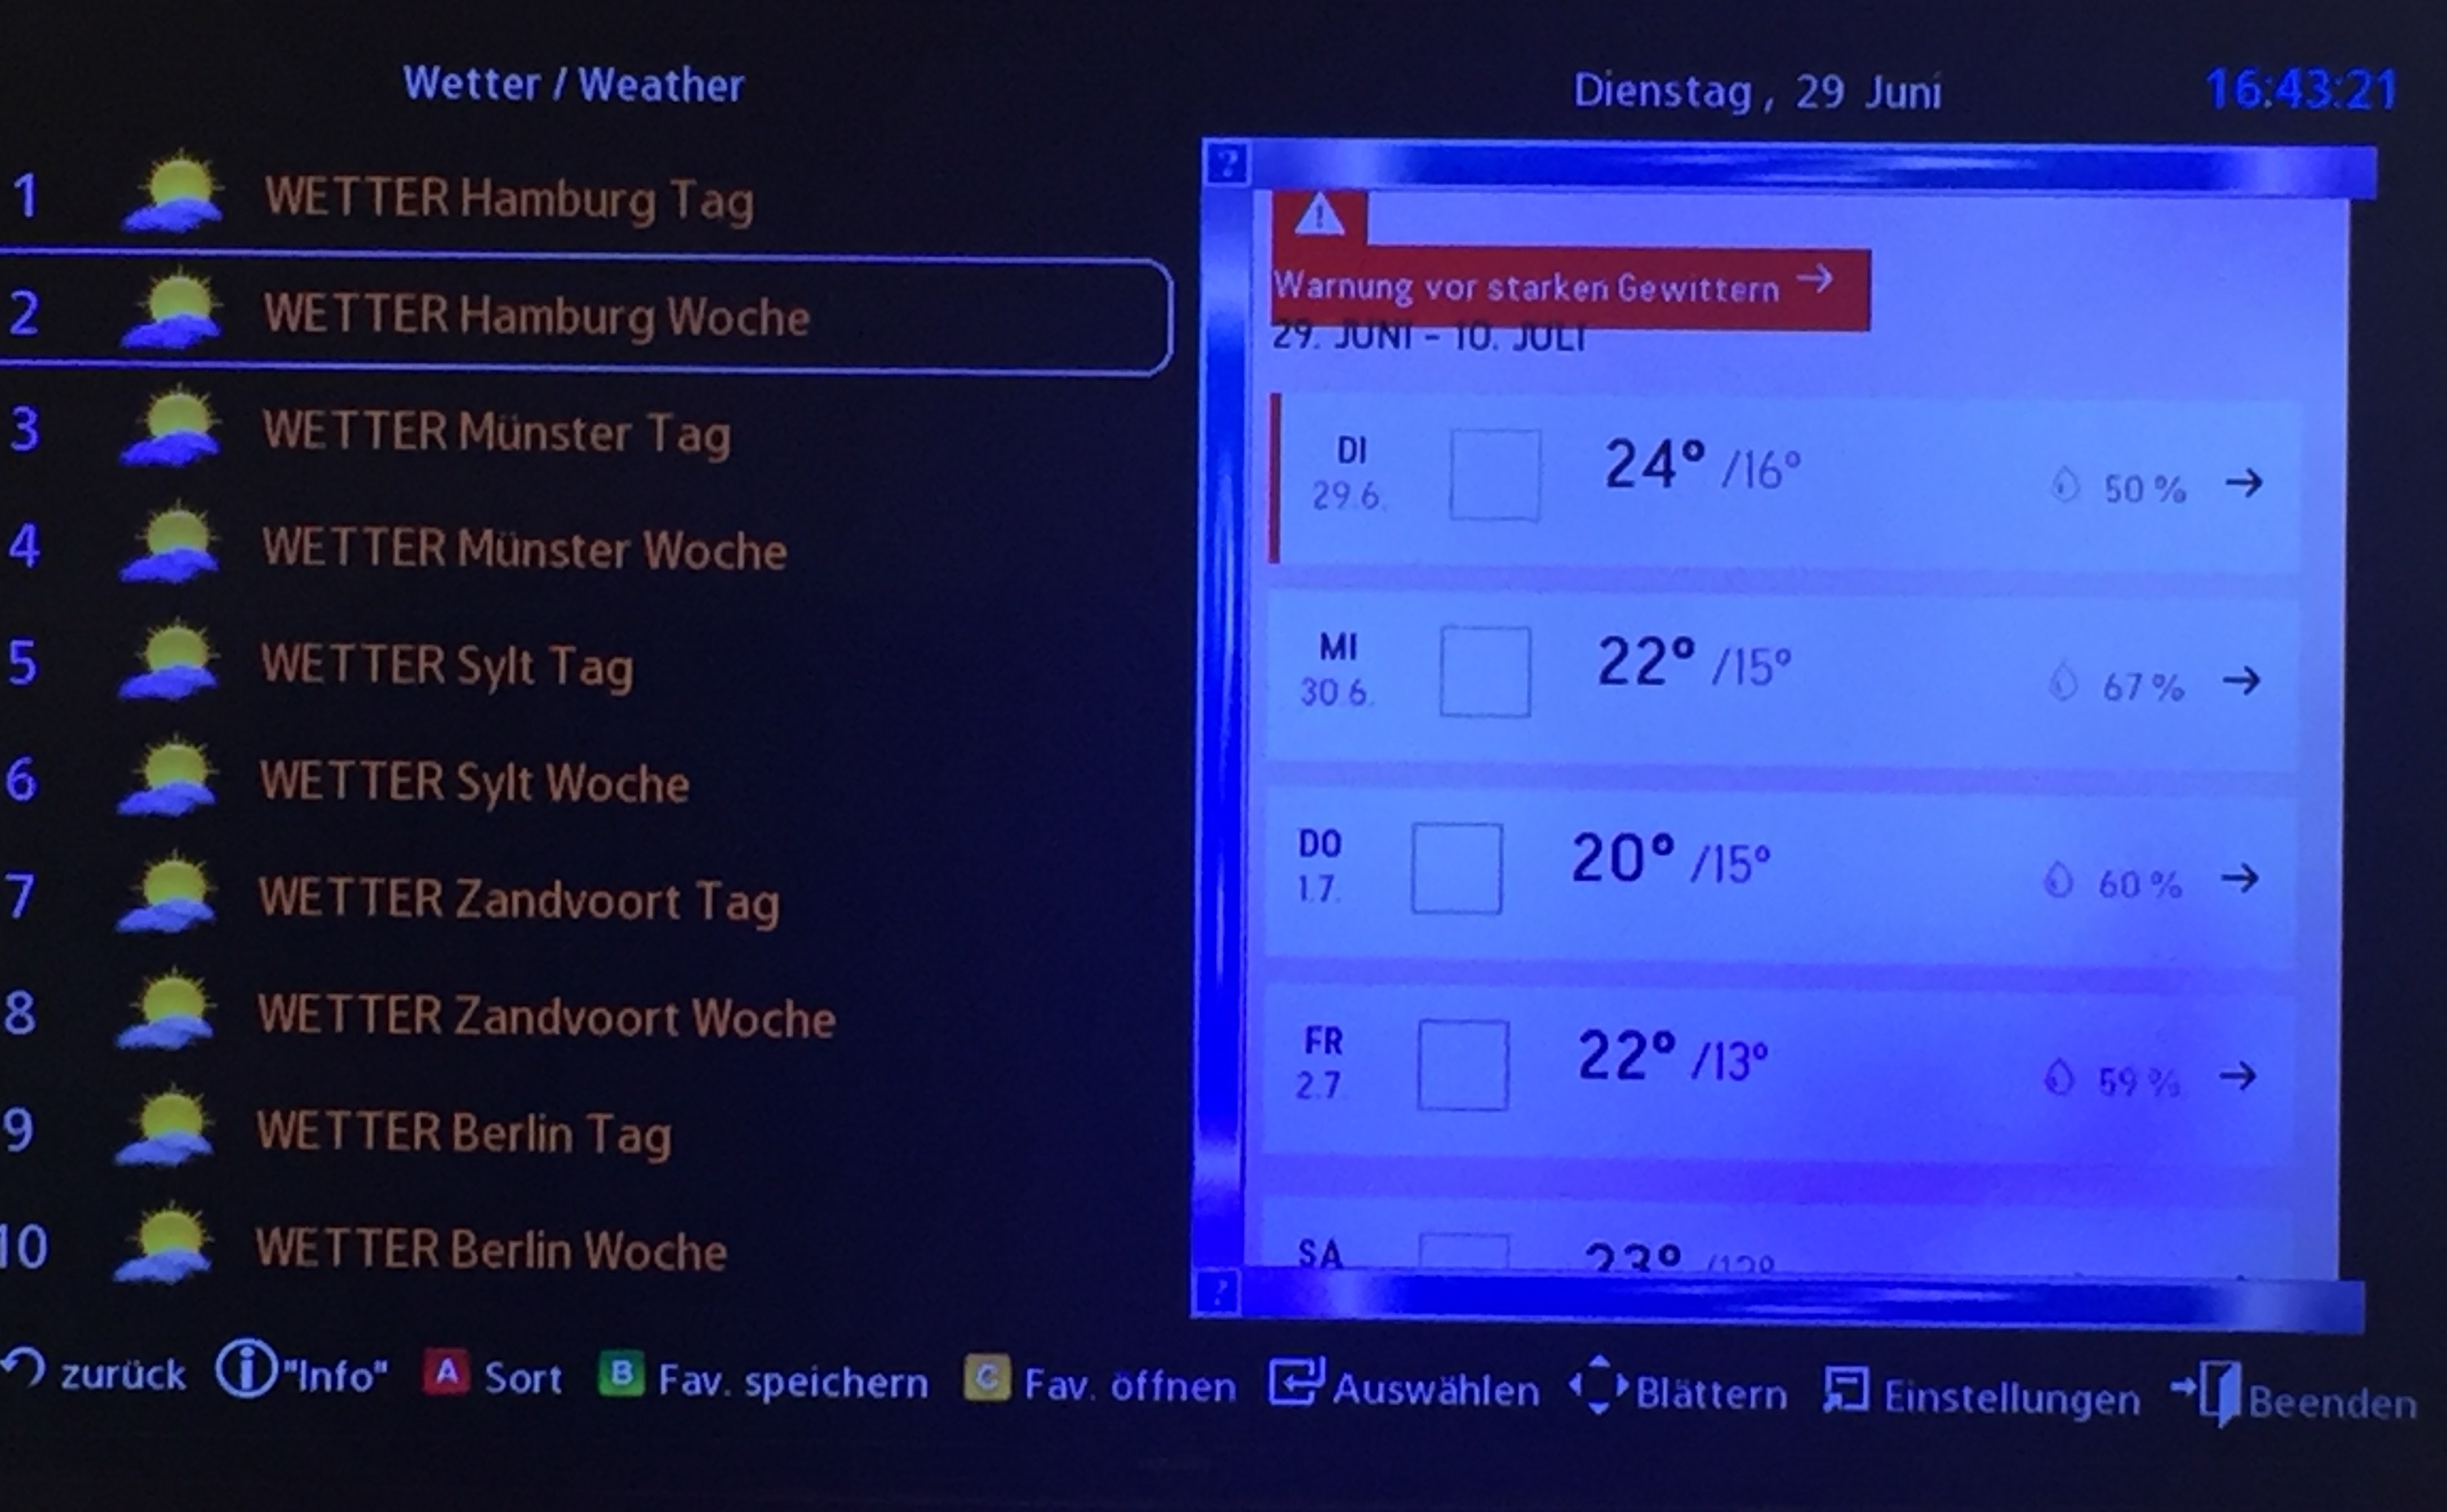 Wetter / Weather
Dienstag, 29 Juni
16:43:21
1 WETTER Hamburg Tag
2 WETTER Hamburg Woche
3 WETTER Münster Tag
4 WETTER Münster Woche
5 WETTER Sylt Tag
6 WETTER Sylt Woche
7 WETTER Zandvoort Tag
8 WETTER Zandvoort Woche
9 WETTER Berlin Tag
10 WETTER Berlin Woche
?
!
Warnung vor starken Gewittern →
29. JUNI - 10. JULI
DI 24° /16° 50 % →
29.6.
MI 22° /15° 67 % →
30.6.
DO 20° /15° 60 % →
1.7.
FR 22° /13° 59 % →
2.7.
SA 23°
?
zurück
i "Info"
A Sort
B Fav. speichern
C Fav. öffnen
Auswählen
Blättern
Einstellungen
Beenden